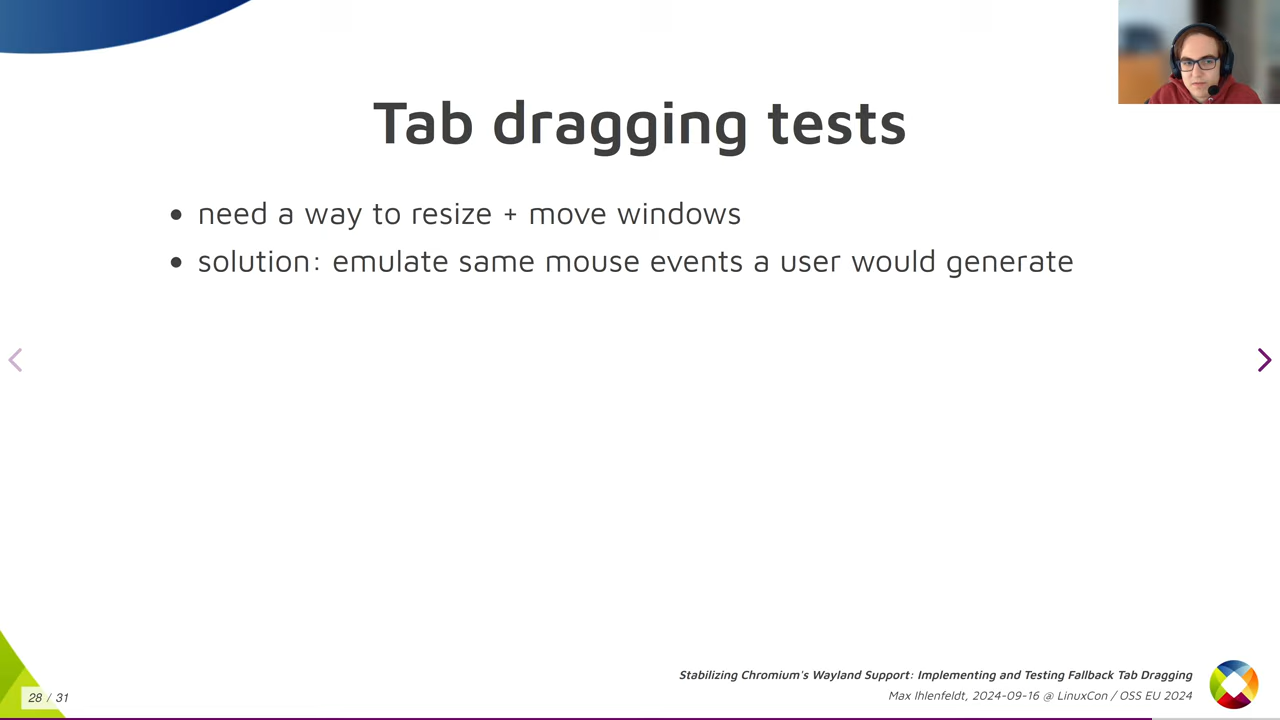 Tab dragging tests
• need a way to resize + move windows
• solution: emulate same mouse events a user would generate
Stabilizing Chromium's Wayland Support: Implementing and Testing Fallback Tab Dragging
Max Ihlenfeldt, 2024-09-16 @ LinuxCon / OSS EU 2024
28 / 31